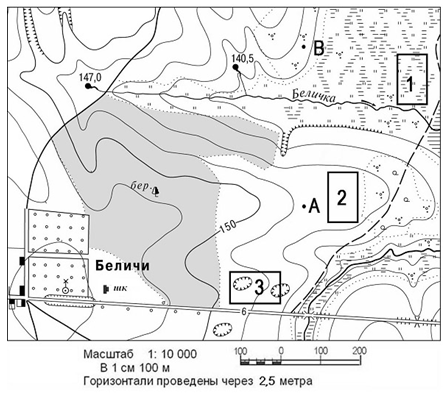 В
140,5
147,0
1
Беличка
бер.
А
2
150
Беличи
шк
3
6
Масштаб 1: 10 000
В 1 см 100 м
Горизонтали проведены через 2,5 метра
100 0 100 200